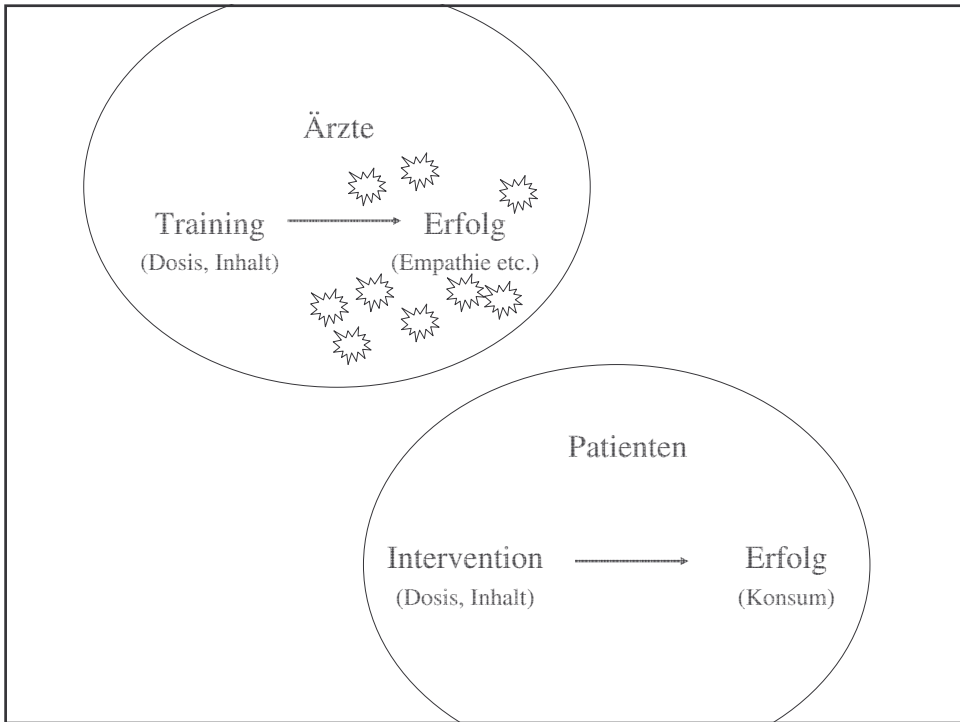 Ärzte
Training
Erfolg
(Dosis, Inhalt)
(Empathie etc.)
Patienten
Intervention
Erfolg
(Dosis, Inhalt)
(Konsum)